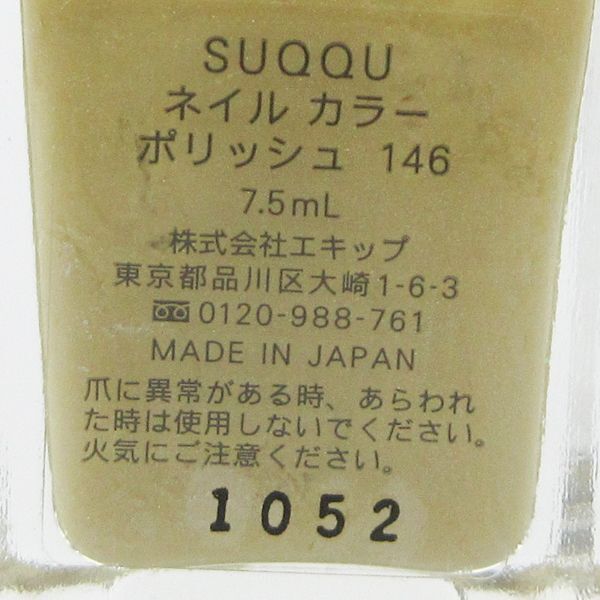 SUQQU
ネイル カラー
ポリッシュ 146
7.5mL
株式会社エキップ
東京都品川区大崎1-6-3
0120-988-761
MADE IN JAPAN
爪に異常がある時、あらわれ
た時は使用しないでください。
火気にご注意ください。
1052